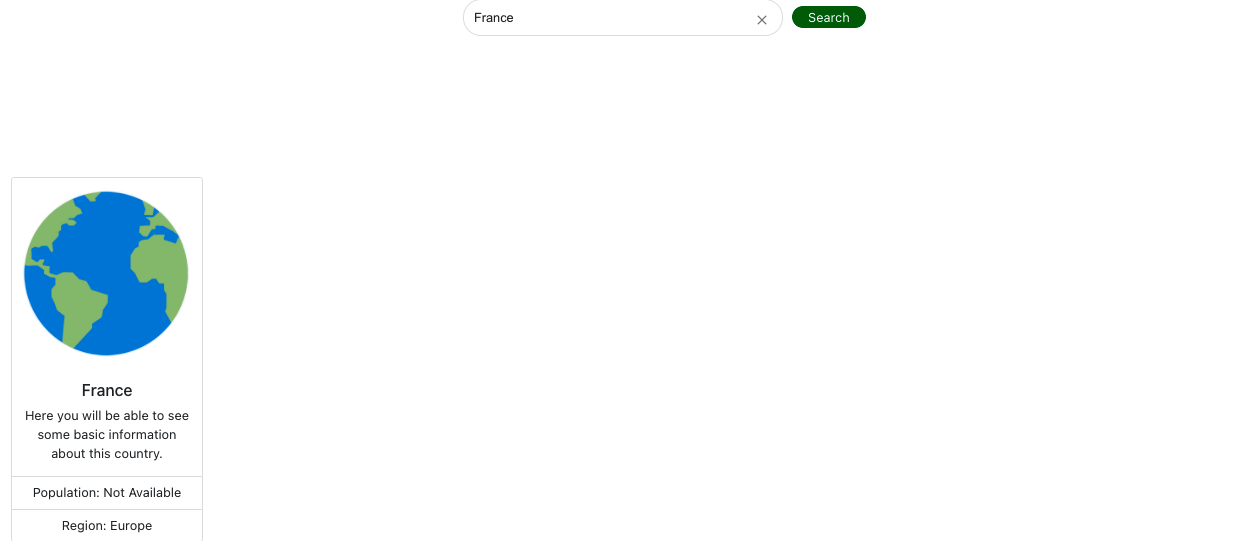 France
Search
France
Here you will be able to see
some basic information
about this country.
Population: Not Available
Region: Europe